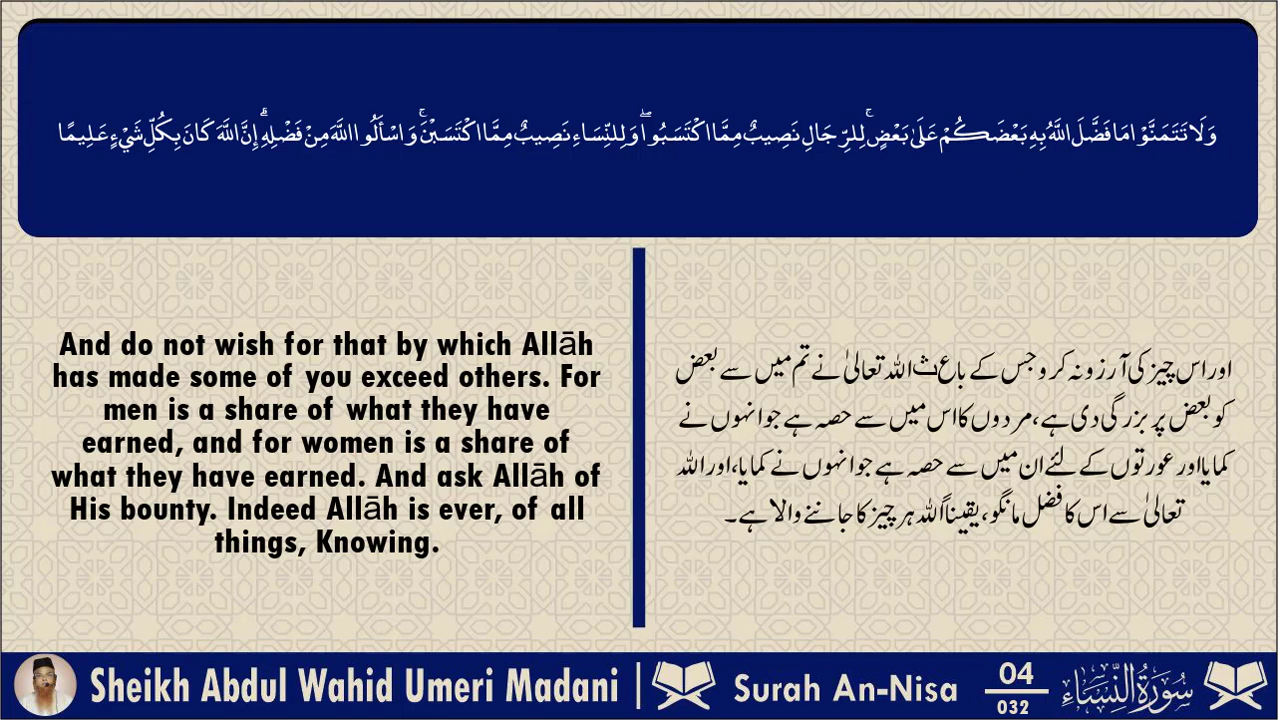 وَلَا تَتَمَنَّوْا مَا فَضَّلَ اللَّهُ بِهِ بَعْضَكُمْ عَلَىٰ بَعْضٍ ۚ لِلرِّجَالِ نَصِيبٌ مِمَّا اكْتَسَبُوا ۖ وَلِلنِّسَاءِ نَصِيبٌ مِمَّا اكْتَسَبْنَ ۚ وَاسْأَلُوا اللَّهَ مِنْ فَضْلِهِ ۗ إِنَّ اللَّهَ كَانَ بِكُلِّ شَيْءٍ عَلِيمًا
And do not wish for that by which Allāh
has made some of you exceed others. For
men is a share of what they have
earned, and for women is a share of
what they have earned. And ask Allāh of
His bounty. Indeed Allāh is ever, of all
things, Knowing.
اور اس چیز کی آرزو نہ کرو جس کے باعﺚ اللہ تعالیٰ نے تم میں سے بعض
کو بعض پر بزرگی دی ہے، مردوں کا اس میں سے حصہ ہے جو انہوں نے
کمایا اور عورتوں کے لئے ان میں سے حصہ ہے جو انہوں نے کمایا، اور اللہ
تعالیٰ سے اس کا فضل مانگو، یقیناً اللہ ہر چیز کا جاننے والا ہے۔
Sheikh Abdul Wahid Umeri Madani | Surah An-Nisa 04 سُورَةُ النِّسَاء
032